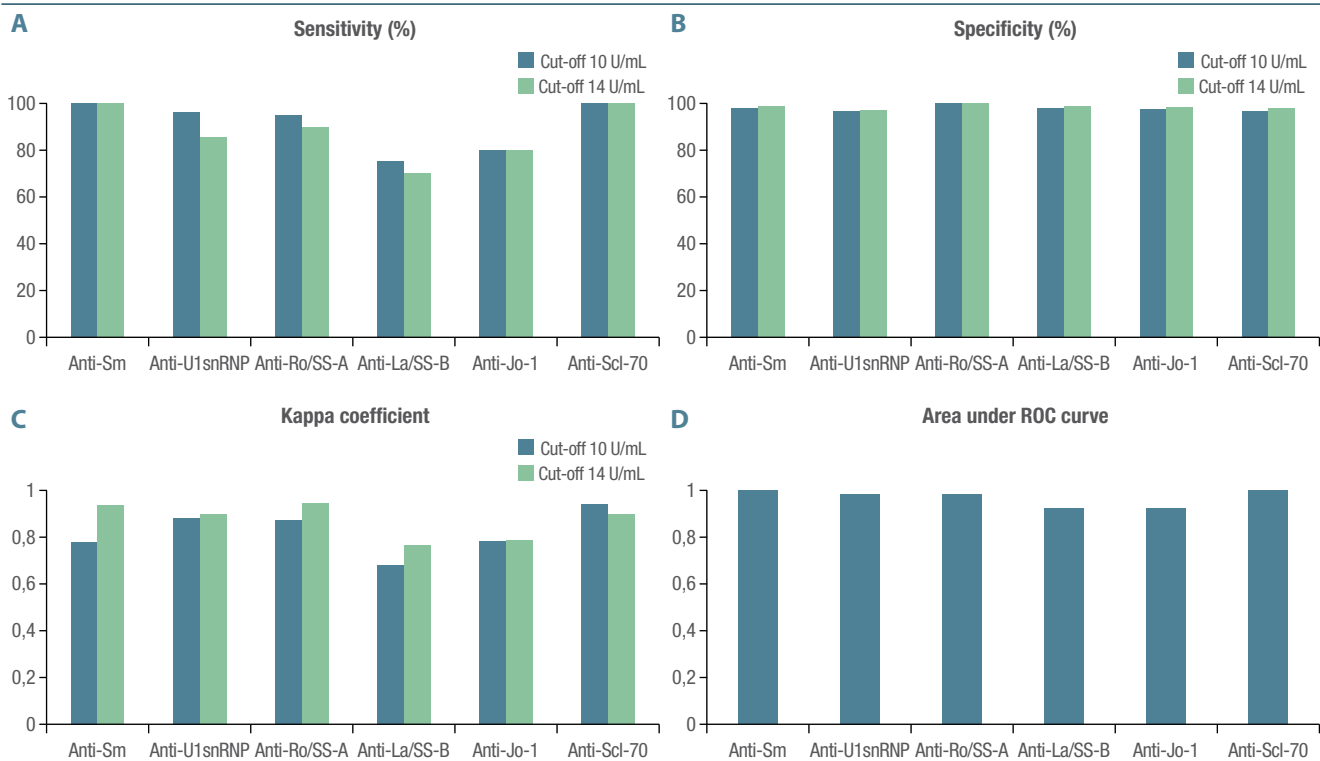 A
Sensitivity (%)
Cut-off 10 U/mL
Cut-off 14 U/mL
100
80
60
40
20
0
Anti-Sm Anti-U1snRNP Anti-Ro/SS-A Anti-La/SS-B Anti-Jo-1 Anti-Scl-70
B
Specificity (%)
Cut-off 10 U/mL
Cut-off 14 U/mL
100
80
60
40
20
0
Anti-Sm Anti-U1snRNP Anti-Ro/SS-A Anti-La/SS-B Anti-Jo-1 Anti-Scl-70
C
Kappa coefficient
Cut-off 10 U/mL
Cut-off 14 U/mL
1
0,8
0,6
0,4
0,2
0
Anti-Sm Anti-U1snRNP Anti-Ro/SS-A Anti-La/SS-B Anti-Jo-1 Anti-Scl-70
D
Area under ROC curve
1
0,8
0,6
0,4
0,2
0
Anti-Sm Anti-U1snRNP Anti-Ro/SS-A Anti-La/SS-B Anti-Jo-1 Anti-Scl-70